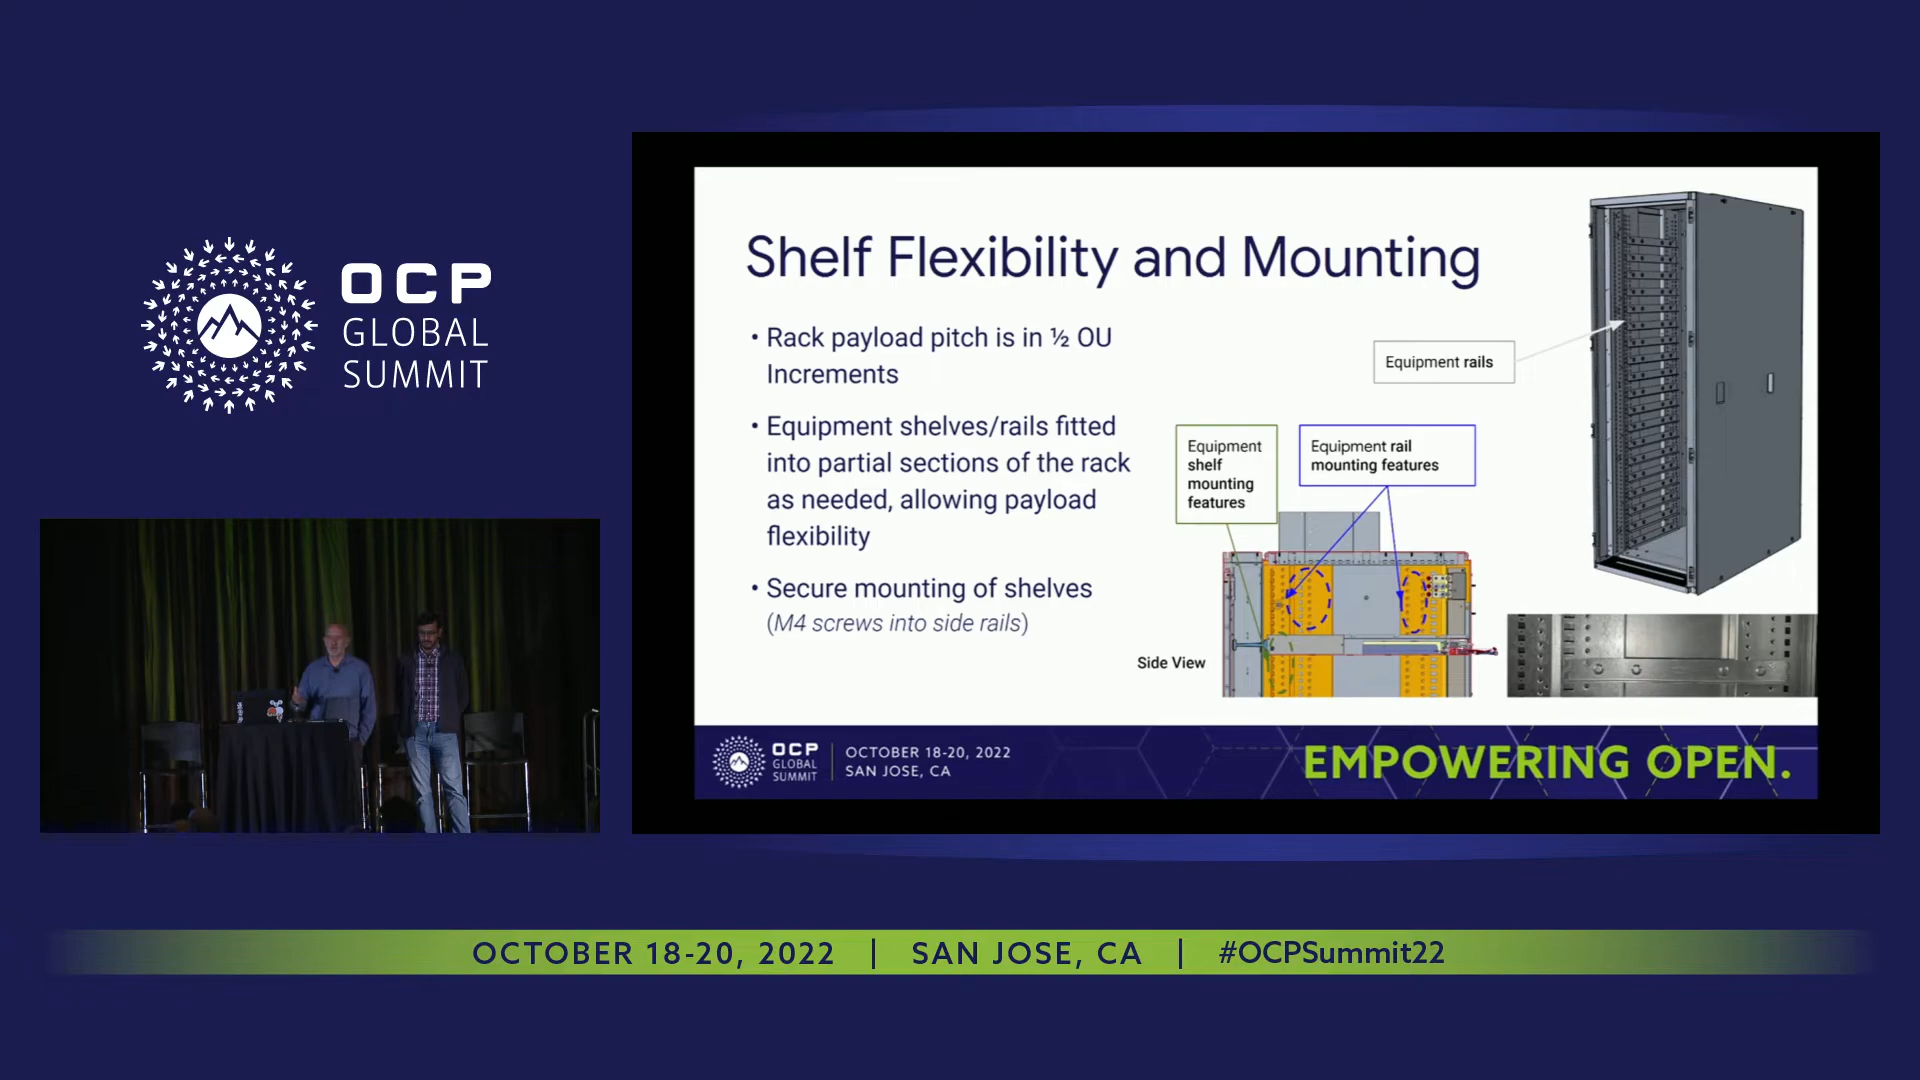 OCP
GLOBAL
SUMMIT
Shelf Flexibility and Mounting
• Rack payload pitch is in ½ OU
Increments
• Equipment shelves/rails fitted
into partial sections of the rack
as needed, allowing payload
flexibility
• Secure mounting of shelves
(M4 screws into side rails)
Equipment rails
Equipment
shelf
mounting
features
Equipment rail
mounting features
Side View
OCP
GLOBAL
SUMMIT
OCTOBER 18-20, 2022
SAN JOSE, CA
EMPOWERING OPEN.
OCTOBER 18-20, 2022 | SAN JOSE, CA | #OCPSummit22